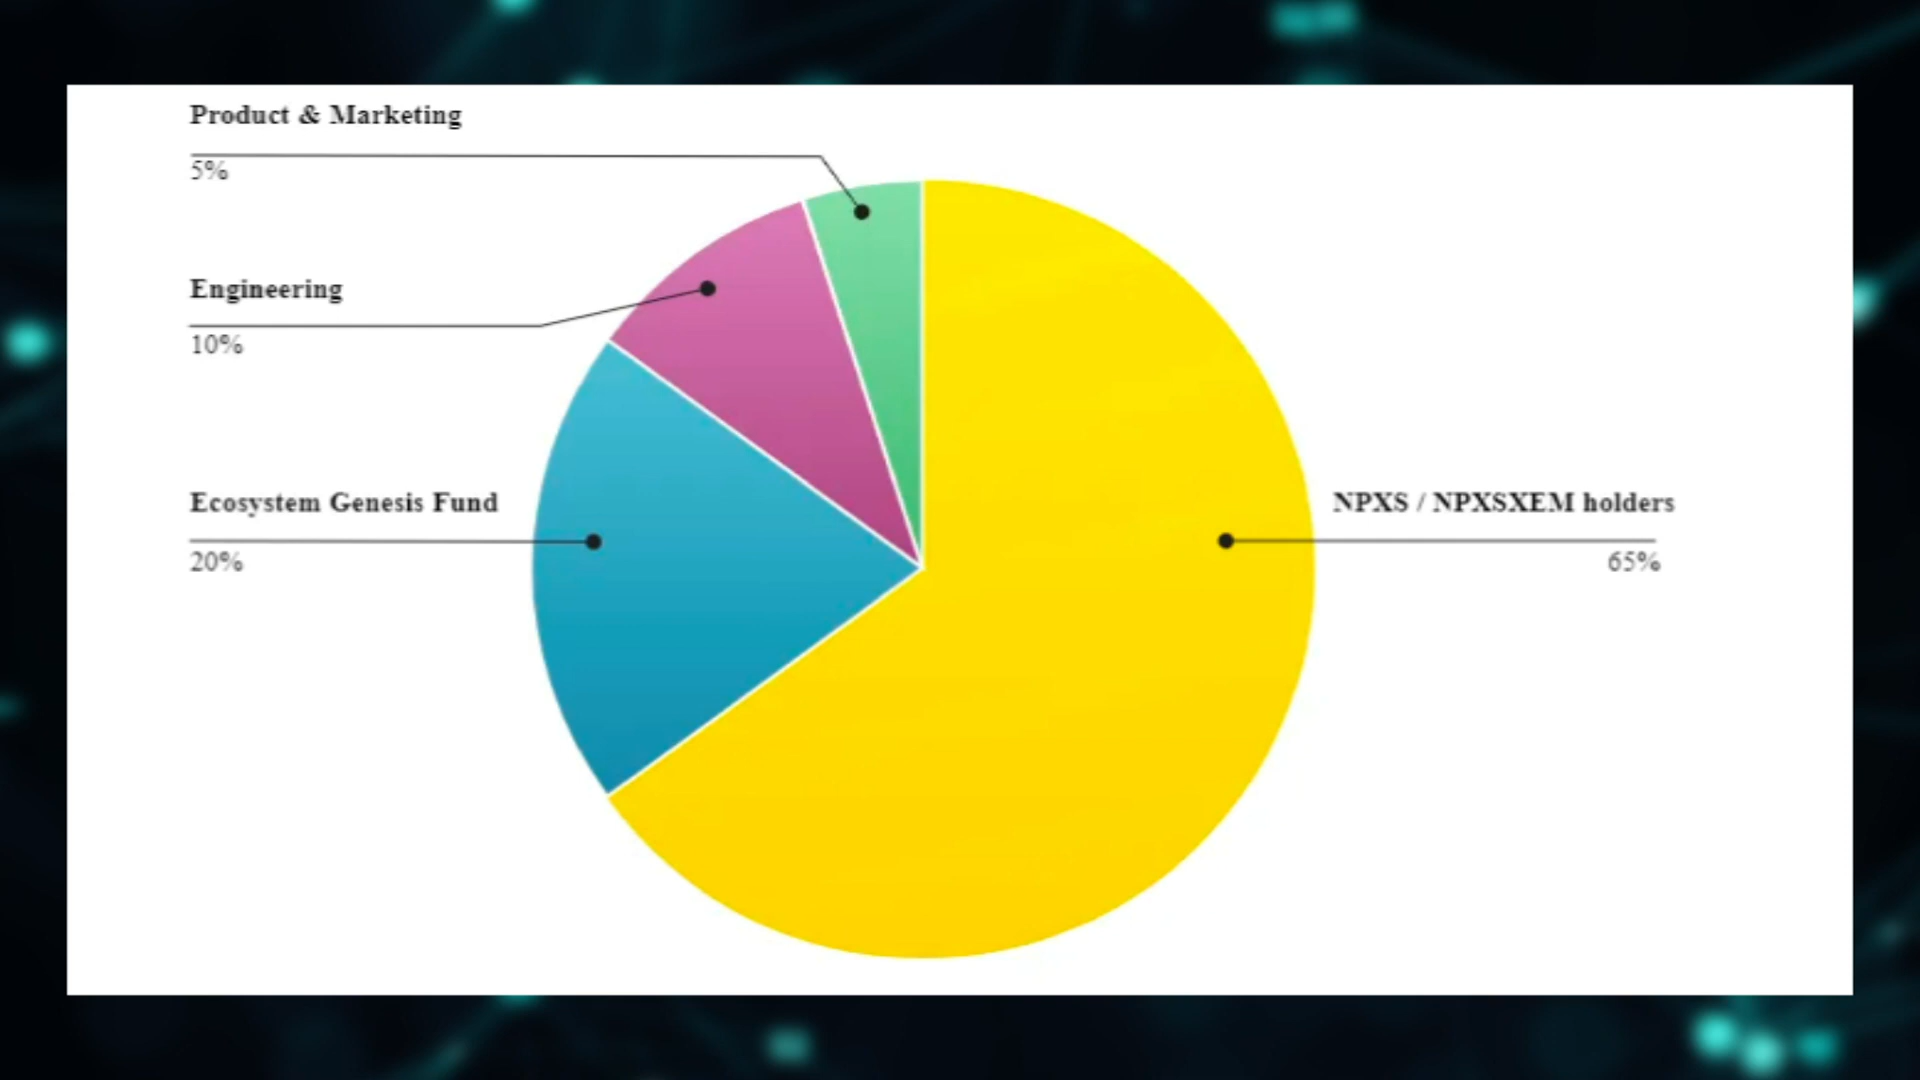 Product & Marketing
5%
Engineering
10%
Ecosystem Genesis Fund
20%
NPXS / NPXSXEM holders
65%